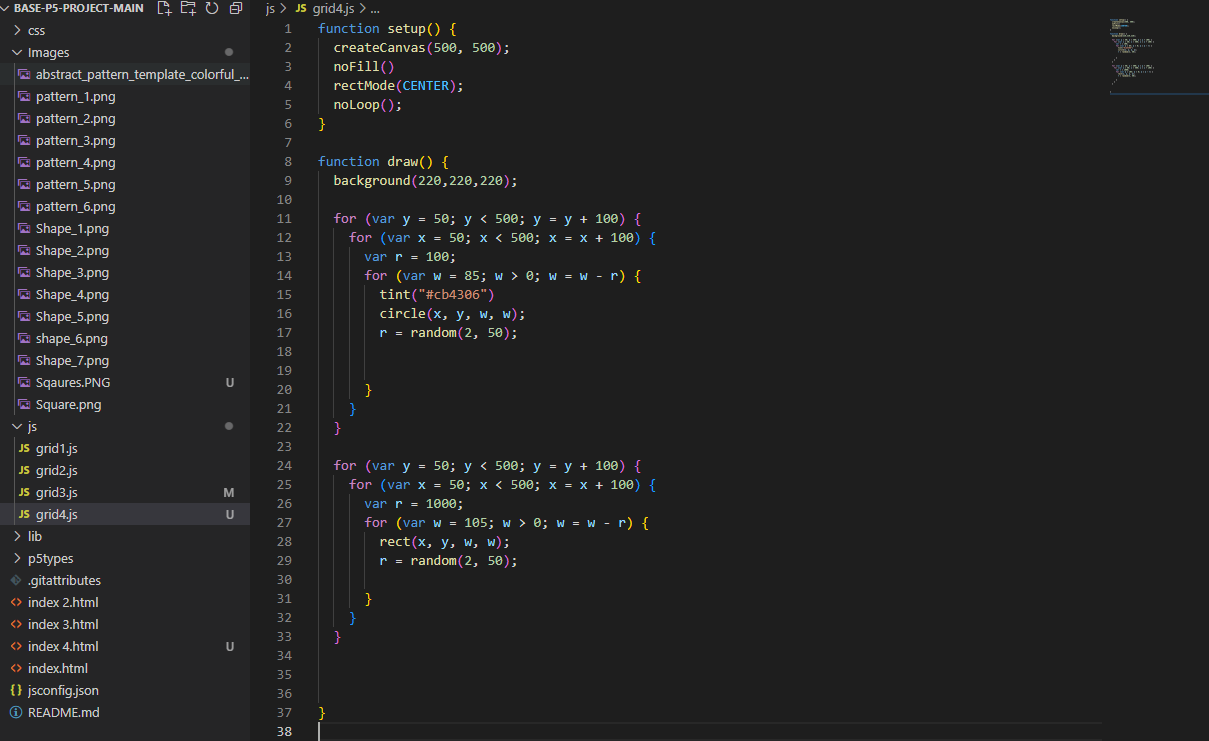 BASE-P5-PROJECT-MAIN
css
Images
abstract_pattern_template_colorful_...
pattern_1.png
pattern_2.png
pattern_3.png
pattern_4.png
pattern_5.png
pattern_6.png
Shape_1.png
Shape_2.png
Shape_3.png
Shape_4.png
Shape_5.png
shape_6.png
Shape_7.png
Sqaures.PNG U
Square.png
js
JS grid1.js
JS grid2.js
JS grid3.js M
JS grid4.js U
lib
p5types
.gitattributes
<> index 2.html
<> index 3.html
<> index 4.html U
<> index.html
{} jsconfig.json
README.md
js > JS grid4.js > ...
1 function setup() {
2 createCanvas(500, 500);
3 noFill()
4 rectMode(CENTER);
5 noLoop();
6 }
7
8 function draw() {
9 background(220,220,220);
10
11 for (var y = 50; y < 500; y = y + 100) {
12 for (var x = 50; x < 500; x = x + 100) {
13 var r = 100;
14 for (var w = 85; w > 0; w = w - r) {
15 tint("#cb4306")
16 circle(x, y, w, w);
17 r = random(2, 50);
18
19
20 }
21 }
22 }
23
24 for (var y = 50; y < 500; y = y + 100) {
25 for (var x = 50; x < 500; x = x + 100) {
26 var r = 1000;
27 for (var w = 105; w > 0; w = w - r) {
28 rect(x, y, w, w);
29 r = random(2, 50);
30
31 }
32 }
33 }
34
35
36
37 }
38